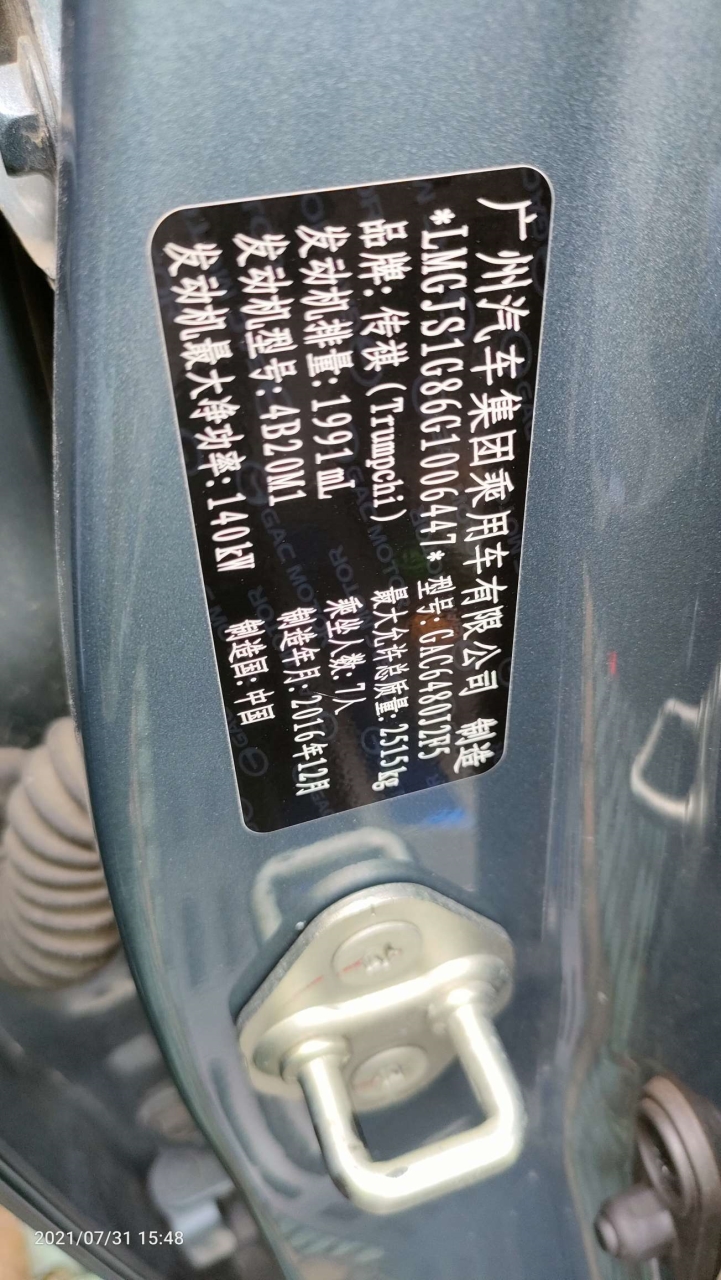 广州汽车集团乘用车有限公司 制造
*LMGJS1G86G1006447* 型号:GAC6480J2H5
品牌:传祺(Trumpchi) 最大允许总质量:2515kg
发动机排量:1991mL 乘坐人数:7人
发动机型号:4B20M1 制造年月:2016年12月
发动机最大净功率:140kW 制造国:中国
2021/07/31 15:48